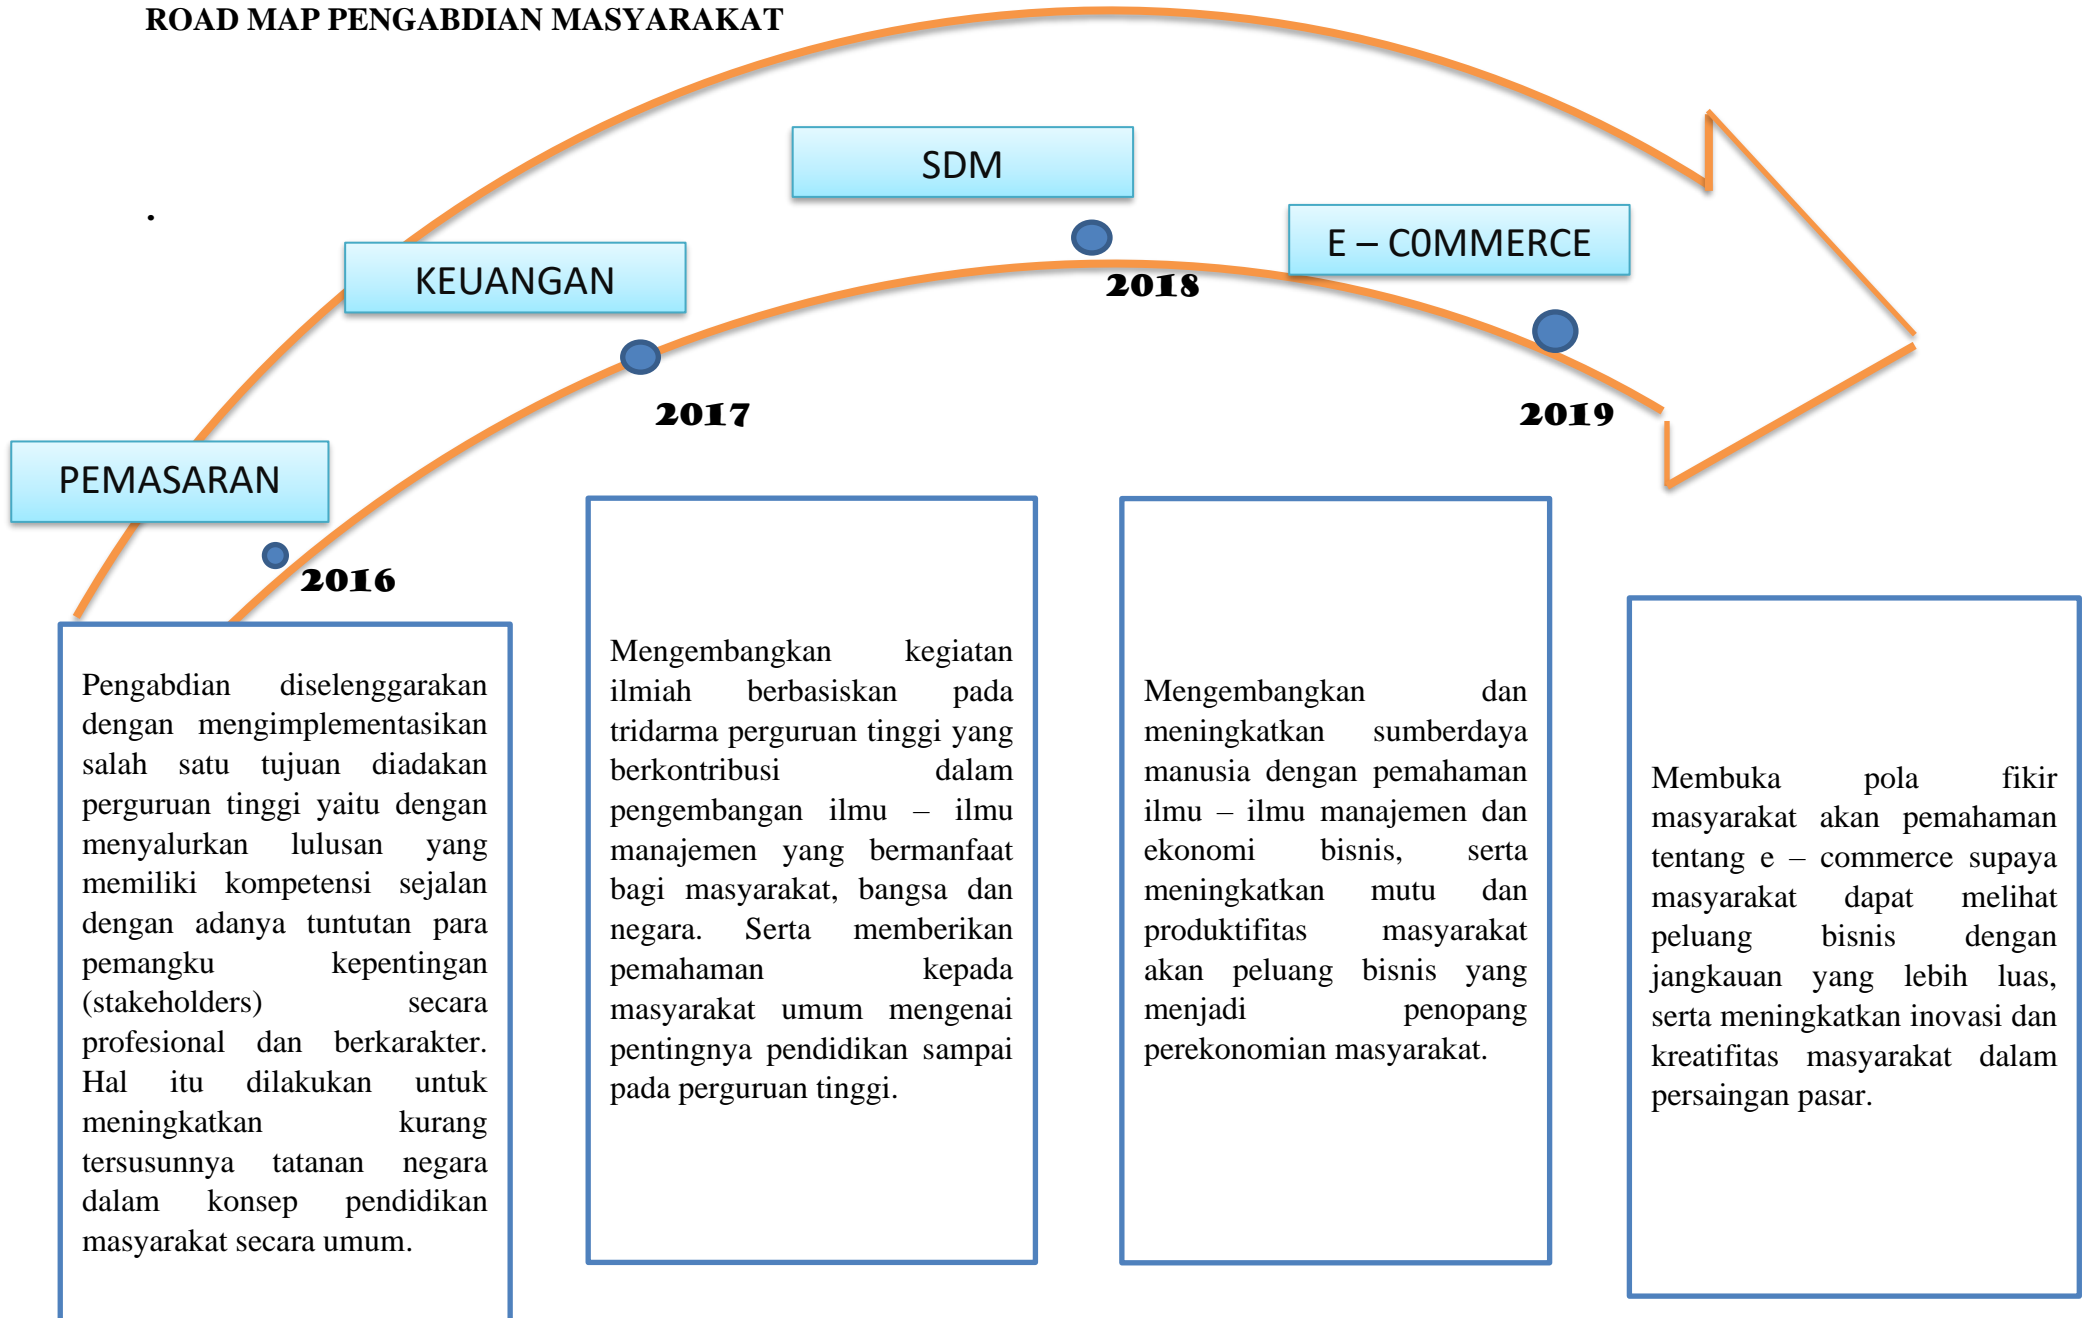 ROAD MAP PENGABDIAN MASYARAKAT
.
SDM
E – C0MMERCE
KEUANGAN
2018
2017
2019
PEMASARAN
2016
Pengabdian diselenggarakan
dengan mengimplementasikan
salah satu tujuan diadakan
perguruan tinggi yaitu dengan
menyalurkan lulusan yang
memiliki kompetensi sejalan
dengan adanya tuntutan para
pemangku kepentingan
(stakeholders) secara
profesional dan berkarakter.
Hal itu dilakukan untuk
meningkatkan kurang
tersusunnya tatanan negara
dalam konsep pendidikan
masyarakat secara umum.
Mengembangkan kegiatan
ilmiah berbasiskan pada
tridarma perguruan tinggi yang
berkontribusi dalam
pengembangan ilmu – ilmu
manajemen yang bermanfaat
bagi masyarakat, bangsa dan
negara. Serta memberikan
pemahaman kepada
masyarakat umum mengenai
pentingnya pendidikan sampai
pada perguruan tinggi.
Mengembangkan dan
meningkatkan sumberdaya
manusia dengan pemahaman
ilmu – ilmu manajemen dan
ekonomi bisnis, serta
meningkatkan mutu dan
produktifitas masyarakat
akan peluang bisnis yang
menjadi penopang
perekonomian masyarakat.
Membuka pola fikir
masyarakat akan pemahaman
tentang e – commerce supaya
masyarakat dapat melihat
peluang bisnis dengan
jangkauan yang lebih luas,
serta meningkatkan inovasi dan
kreatifitas masyarakat dalam
persaingan pasar.